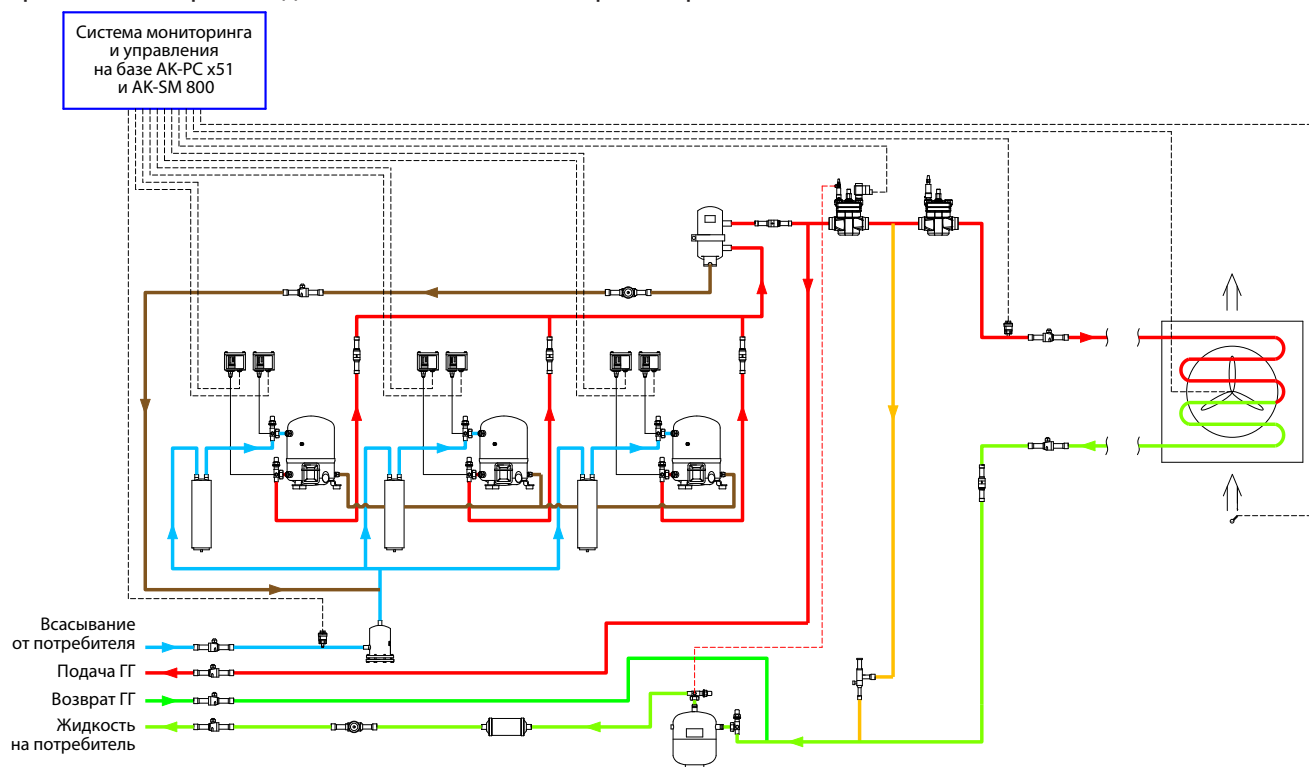 Система мониторинга
и управления
на базе AK-PC x51
и AK-SM 800
Всасывание
от потребителя
Подача ГГ
Возврат ГГ
Жидкость
на потребитель